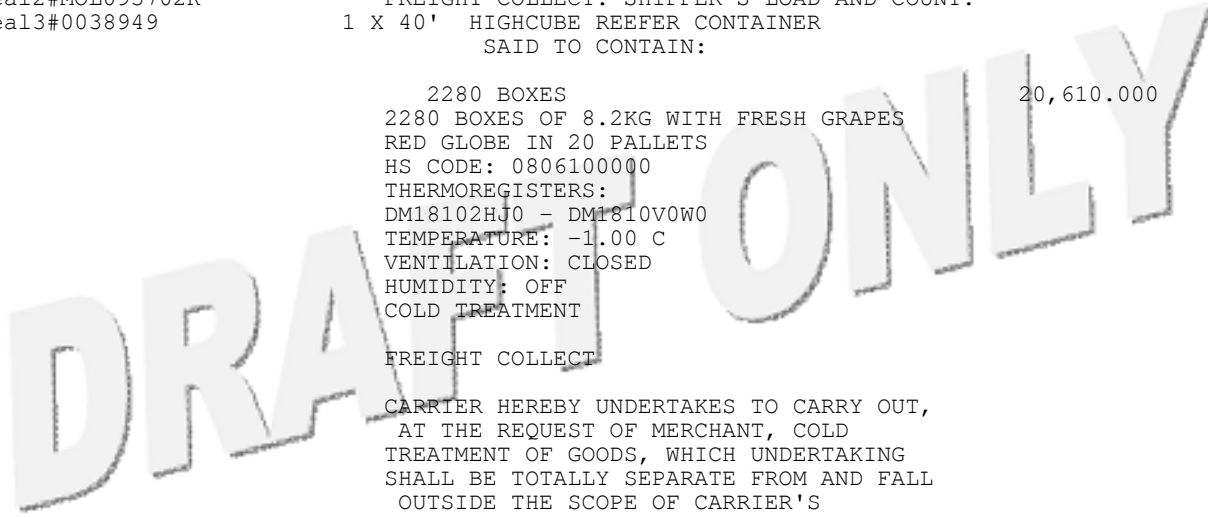 FREIGHT COLLECT. SHIPPER'S LOAD AND COUNT.
eal3#0038949 1 X 40' HIGHCUBE REEFER CONTAINER
SAID TO CONTAIN:
2280 BOXES 20,610.000
2280 BOXES OF 8.2KG WITH FRESH GRAPES
RED GLOBE IN 20 PALLETS
HS CODE: 0806100000
THERMOREGISTERS:
DM18102HJ0 - DM1810V0W0
TEMPERATURE: -1.00 C
VENTILATION: CLOSED
HUMIDITY: OFF
COLD TREATMENT
FREIGHT COLLECT
CARRIER HEREBY UNDERTAKES TO CARRY OUT,
AT THE REQUEST OF MERCHANT, COLD
TREATMENT OF GOODS, WHICH UNDERTAKING
SHALL BE TOTALLY SEPARATE FROM AND FALL
OUTSIDE THE SCOPE OF CARRIER'S
DRAFT ONLY